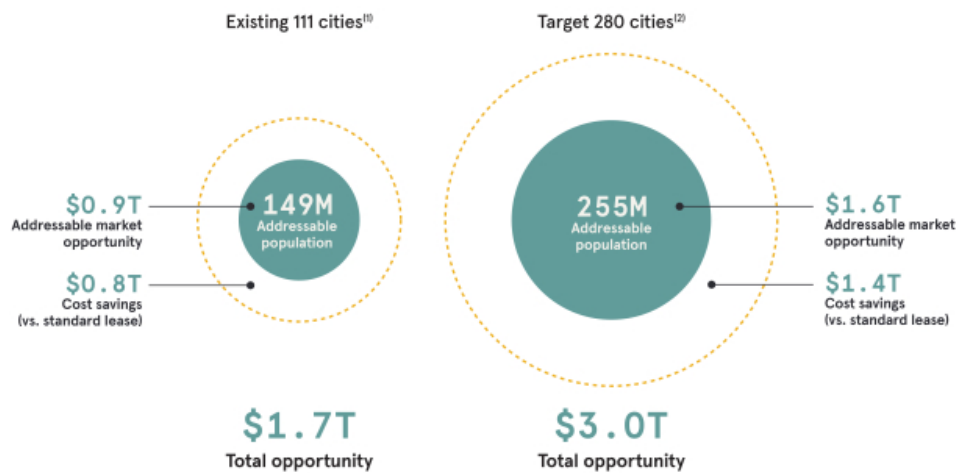 Existing 111 cities(1)
Target 280 cities(2)
$0.9T
Addressable market
opportunity
$0.8T
Cost savings
(vs. standard lease)
149M
Addressable
population
255M
Addressable
population
$1.6T
Addressable market
opportunity
$1.4T
Cost savings
(vs. standard lease)
$1.7T
Total opportunity
$3.0T
Total opportunity